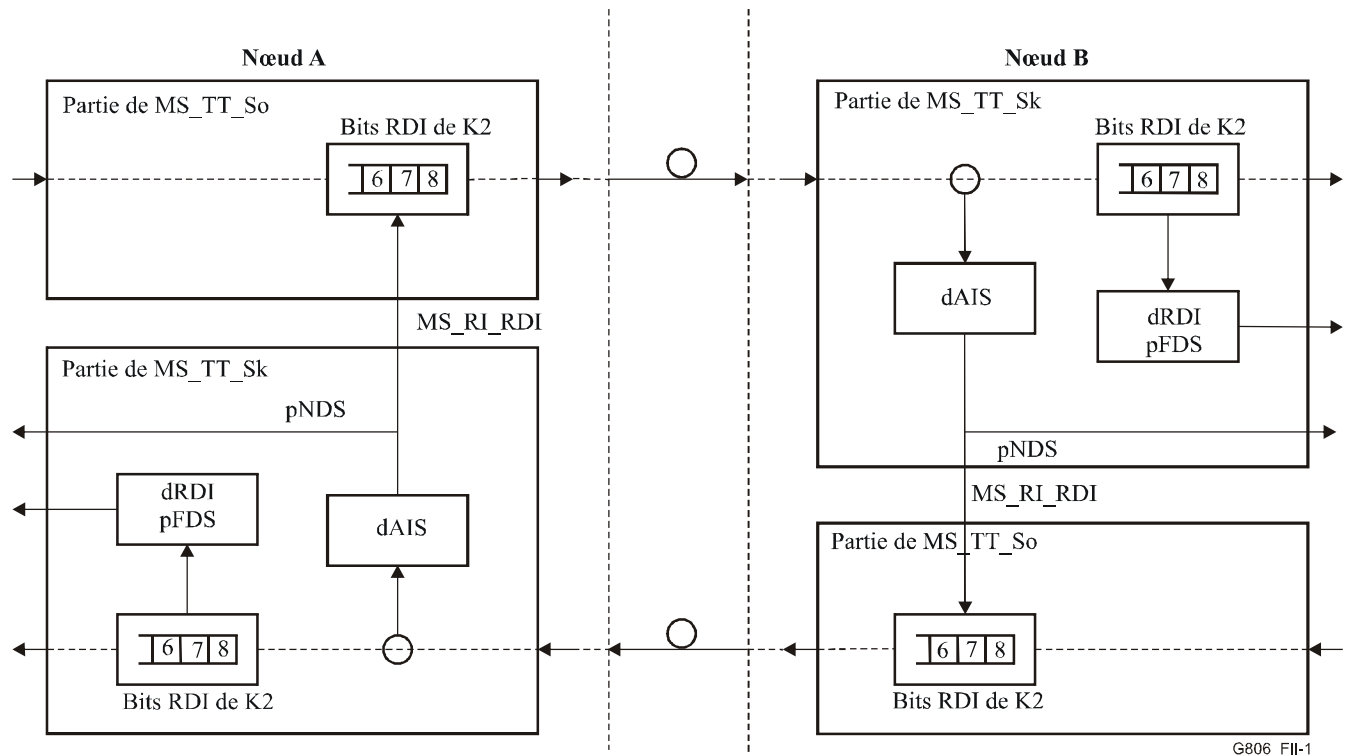 Nœud A
Partie de MS_TT_So
Bits RDI de K2
6 7 8
MS_RI_RDI
Partie de MS_TT_Sk
pNDS
dRDI
pFDS
dAIS
6 7 8
Bits RDI de K2
Nœud B
Partie de MS_TT_Sk
Bits RDI de K2
6 7 8
dAIS
dRDI
pFDS
pNDS
MS_RI_RDI
Partie de MS_TT_So
6 7 8
Bits RDI de K2
G806_FII-1